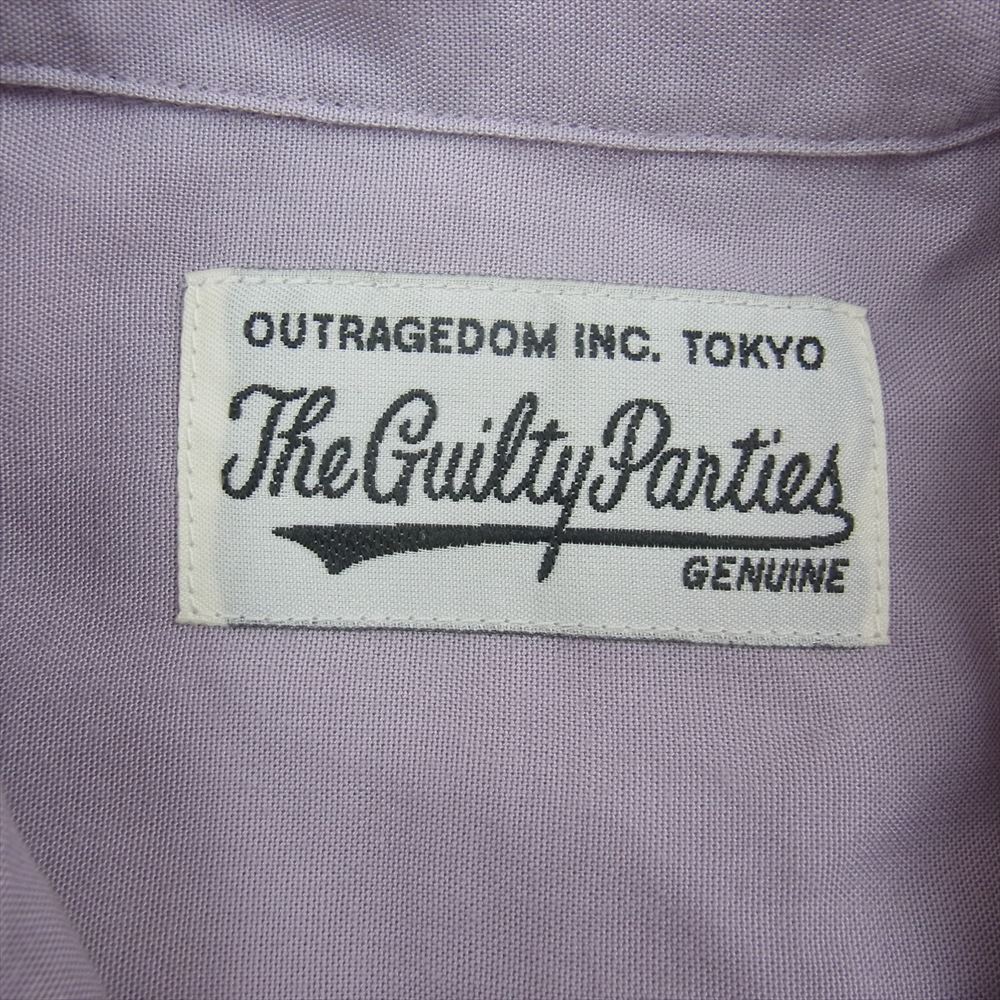 OUTRAGEDOM INC. TOKYO
The Guilty Parties
GENUINE